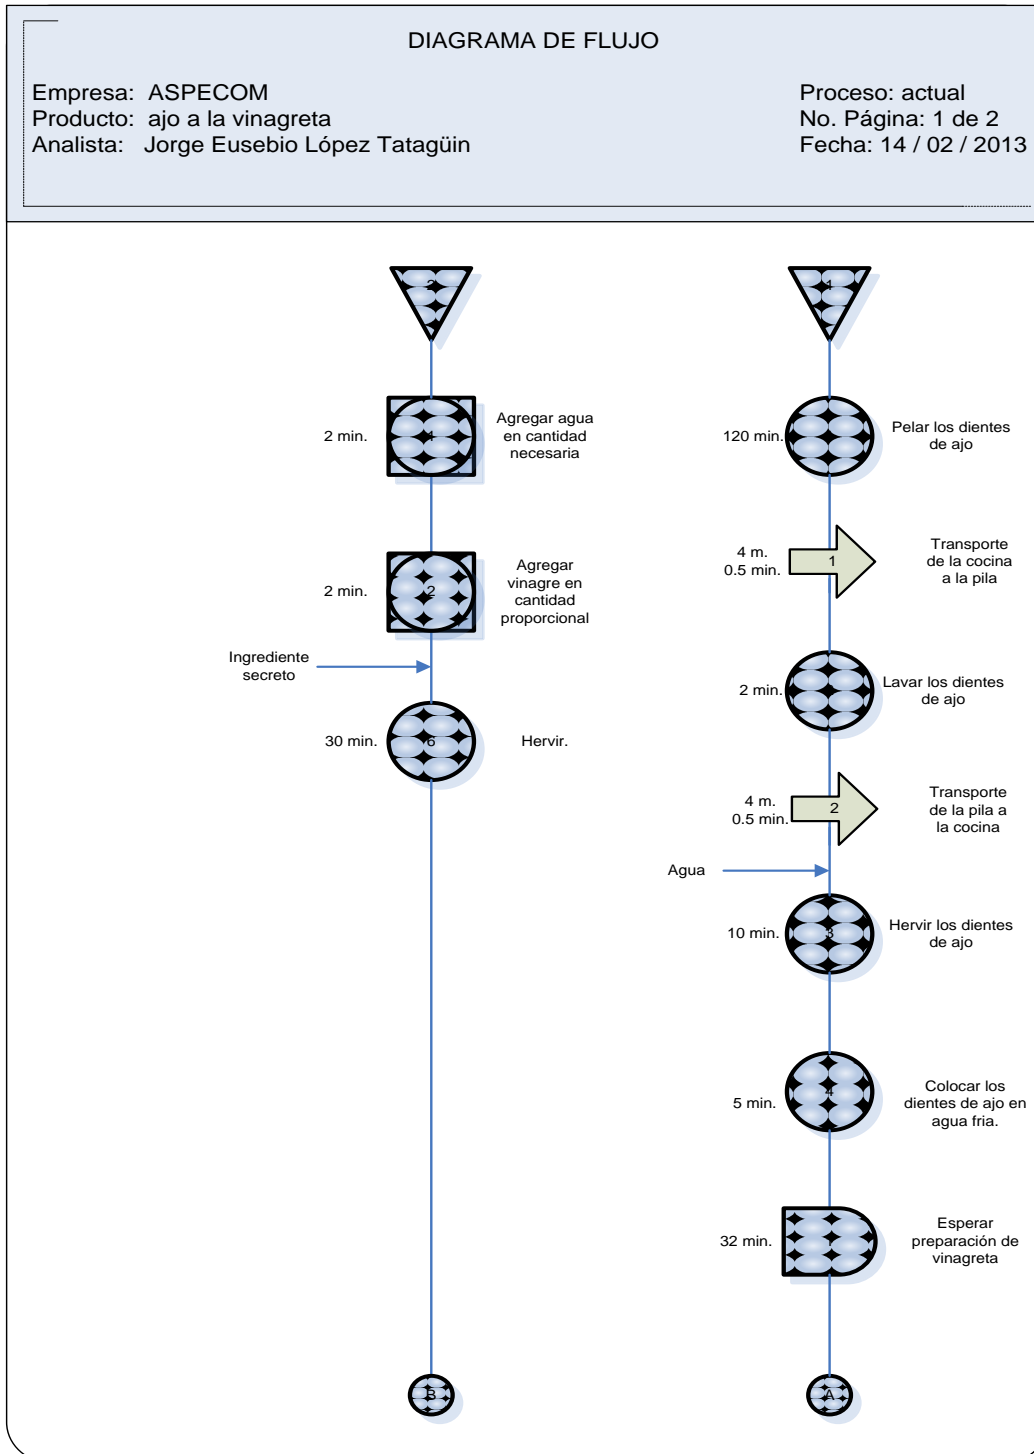 DIAGRAMA DE FLUJO
Empresa: ASPECOM
Producto: ajo a la vinagreta
Analista: Jorge Eusebio López Tatagüin
Proceso: actual
No. Página: 1 de 2
Fecha: 14 / 02 / 2013
2
2 min.
Agregar agua
en cantidad
necesaria
1
2 min.
2
Agregar
vinagre en
cantidad
proporcional
Ingrediente
secreto
30 min.
6
Hervir.
B
1
120 min.
Pelar los dientes
de ajo
4 m.
0.5 min.
1
Transporte
de la cocina
a la pila
2 min.
Lavar los dientes
de ajo
4 m.
0.5 min.
2
Transporte
de la pila a
la cocina
Agua
10 min.
3
Hervir los dientes
de ajo
5 min.
4
Colocar los
dientes de ajo en
agua fria.
32 min.
Esperar
preparación de
vinagreta
A